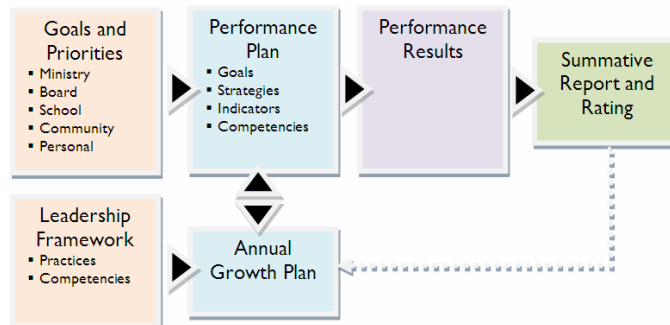 Goals and
Priorities
▪ Ministry
▪ Board
▪ School
▪ Community
▪ Personal
Performance
Plan
▪ Goals
▪ Strategies
▪ Indicators
▪ Competencies
Performance
Results
Summative
Report and
Rating
Leadership
Framework
▪ Practices
▪ Competencies
Annual
Growth Plan